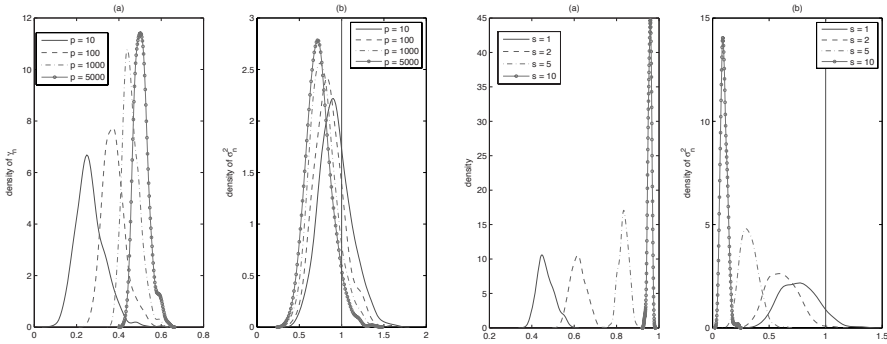 (a)
density of γn
12
10
8
6
4
2
0
0 0.2 0.4 0.6 0.8
p = 10
p = 100
p = 1000
p = 5000
(b)
density of σ²n
3
2.5
2
1.5
1
0.5
0
0 0.5 1 1.5 2
p = 10
p = 100
p = 1000
p = 5000
(a)
density
45
40
35
30
25
20
15
10
5
0.2 0.4 0.6 0.8 1
s = 1
s = 2
s = 5
s = 10
(b)
density of σ²n
15
10
5
0
0 0.5 1 1.5
s = 1
s = 2
s = 5
s = 10